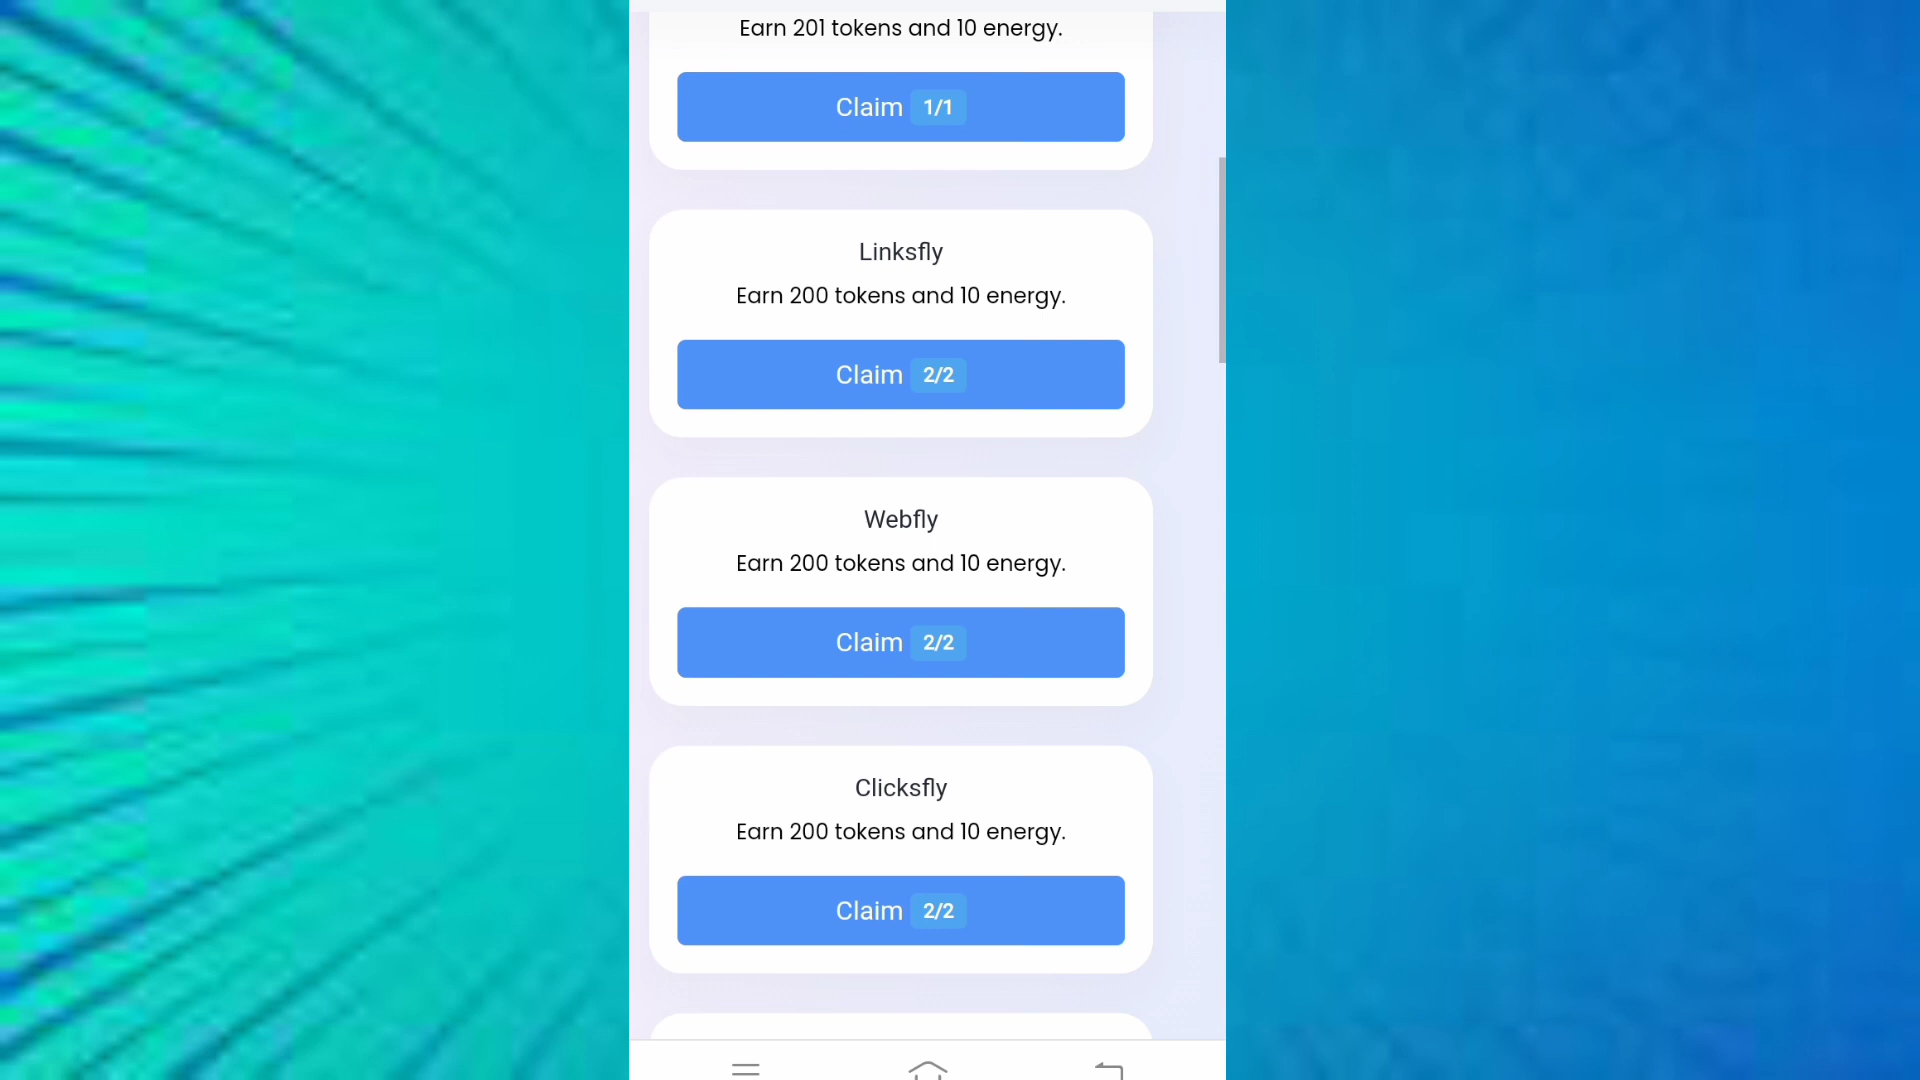 Earn 201 tokens and 10 energy.
Claim 1/1
Linksfly
Earn 200 tokens and 10 energy.
Claim 2/2
Webfly
Earn 200 tokens and 10 energy.
Claim 2/2
Clicksfly
Earn 200 tokens and 10 energy.
Claim 2/2